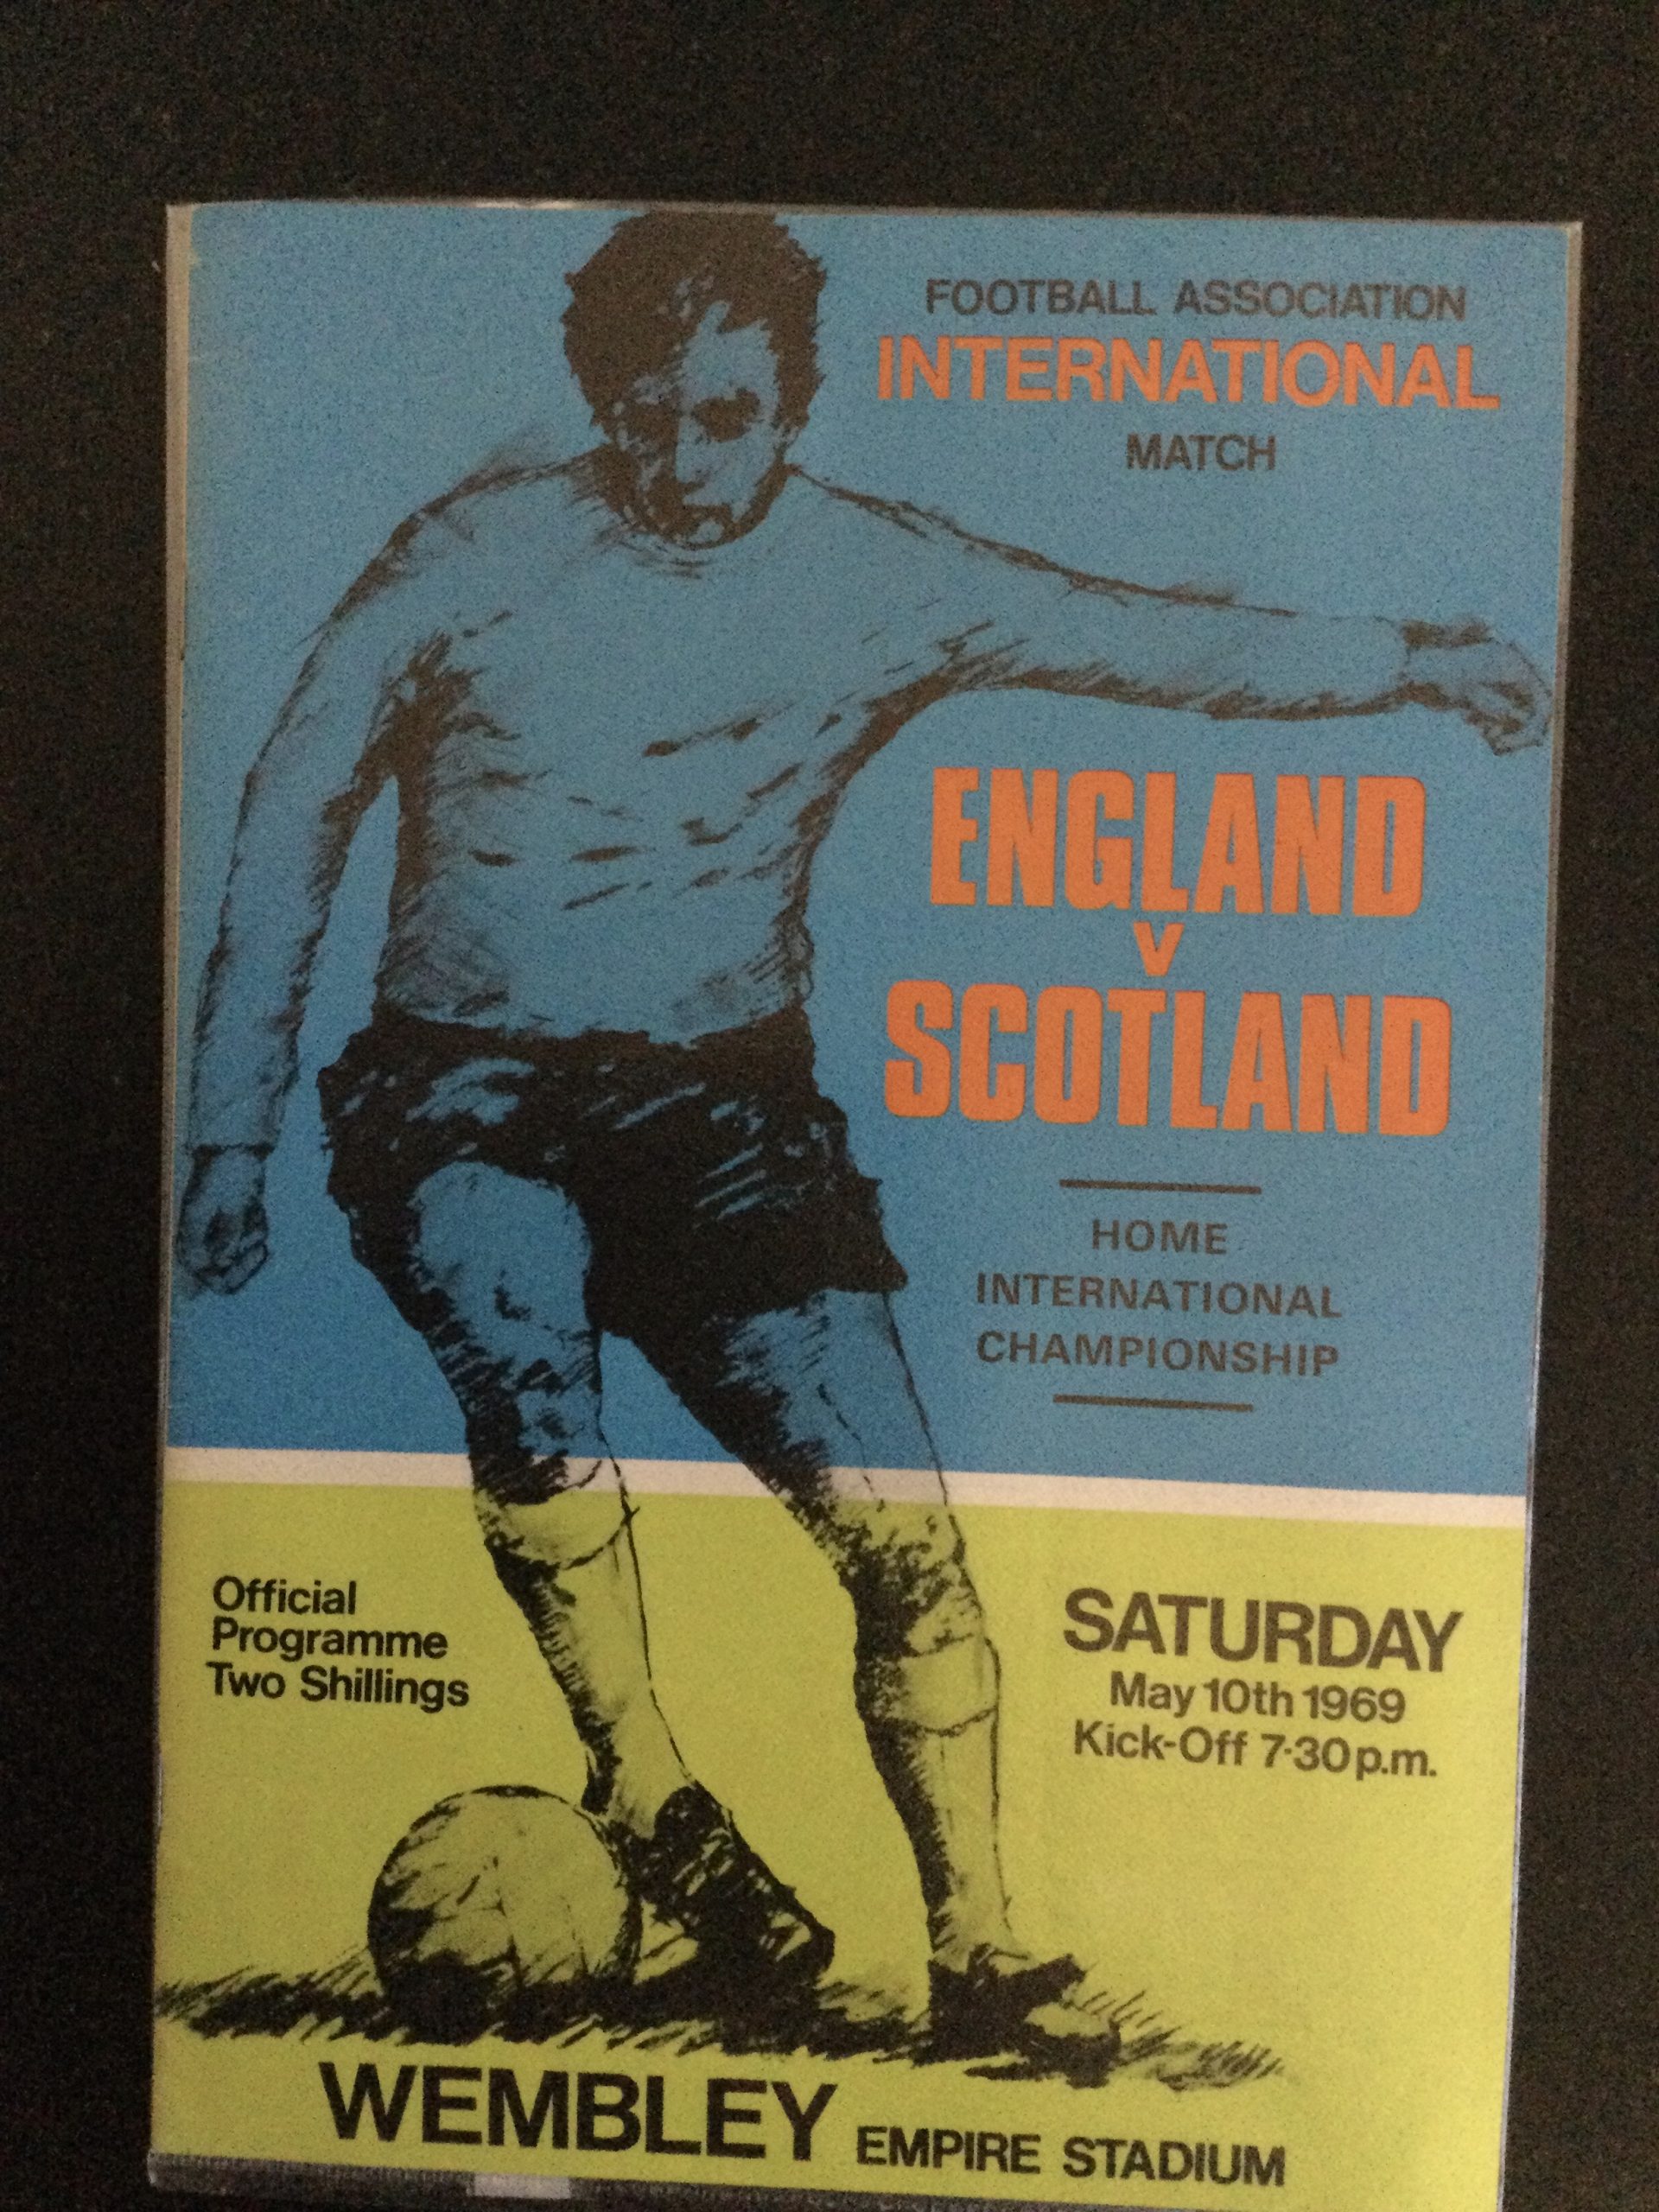 FOOTBALL ASSOCIATION
INTERNATIONAL
MATCH
ENGLAND
V
SCOTLAND
HOME
INTERNATIONAL
CHAMPIONSHIP
Official
Programme
Two Shillings
SATURDAY
May 10th 1969
Kick-Off 7·30 p.m.
WEMBLEY EMPIRE STADIUM